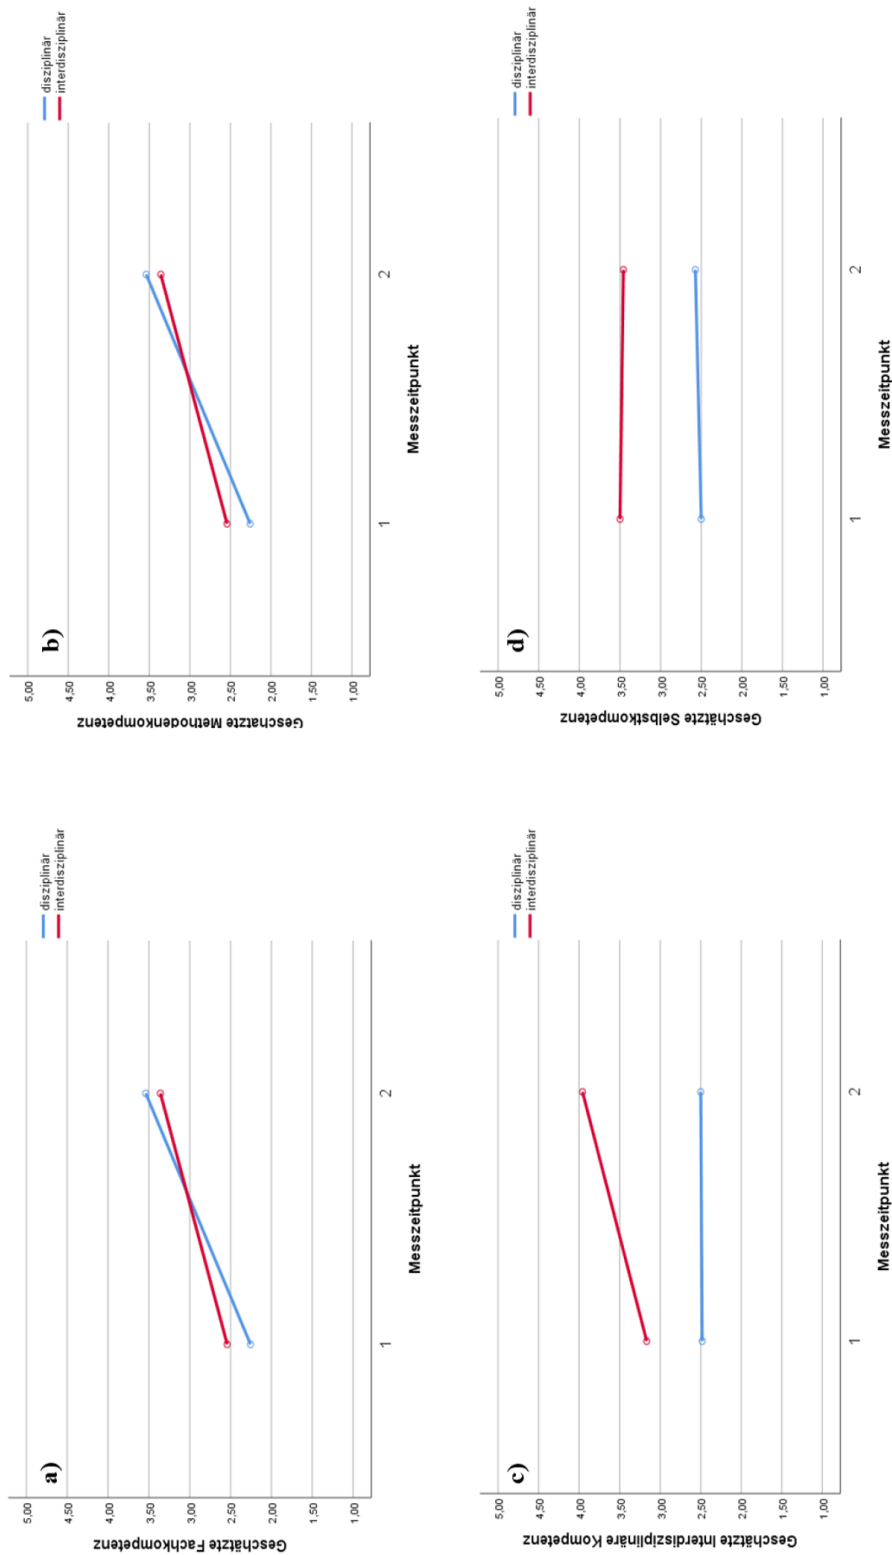 a)
Geschätzte Fachkompetenz
5,00
4,50
4,00
3,50
3,00
2,50
2,00
1,50
1,00
1
2
Messzeitpunkt
disziplinär
interdisziplinär
b)
Geschätzte Methodenkompetenz
5,00
4,50
4,00
3,50
3,00
2,50
2,00
1,50
1,00
1
2
Messzeitpunkt
disziplinär
interdisziplinär
c)
Geschätzte Interdisziplinäre Kompetenz
5,00
4,50
4,00
3,50
3,00
2,50
2,00
1,50
1,00
1
2
Messzeitpunkt
disziplinär
interdisziplinär
d)
Geschätzte Selbstkompetenz
5,00
4,50
4,00
3,50
3,00
2,50
2,00
1,50
1,00
1
2
Messzeitpunkt
disziplinär
interdisziplinär